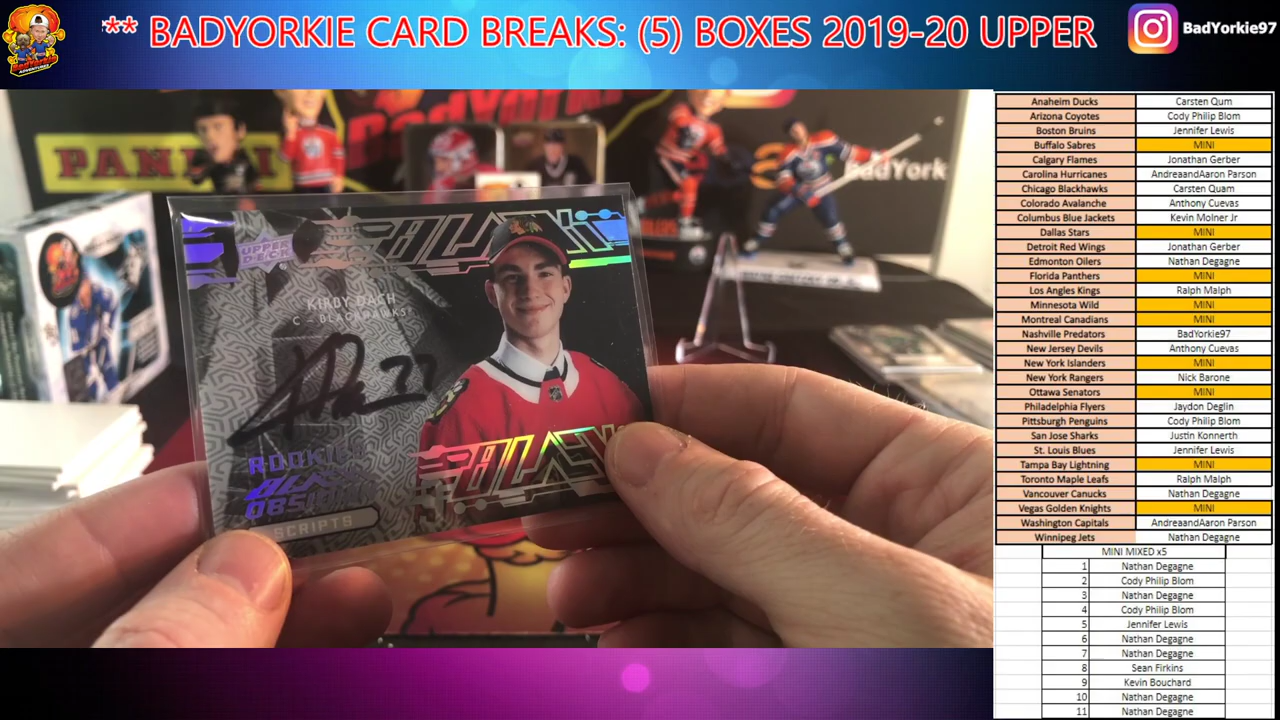 ** BADYORKIE CARD BREAKS: (5) BOXES 2019-20 UPPER
BadYorkie97
BadYorkie
ADVENTURES
PANINI
BadYork
UPPER
DECK
KIRBY DACH
C – BLACKHAWKS
ROOKIE
SCRIPTS
Anaheim Ducks Carsten Qum
Arizona Coyotes Cody Philip Blom
Boston Bruins Jennifer Lewis
Buffalo Sabres MINI
Calgary Flames Jonathan Gerber
Carolina Hurricanes AndreaandAaron Parson
Chicago Blackhawks Carsten Quam
Colorado Avalanche Anthony Cuevas
Columbus Blue Jackets Kevin Molner Jr
Dallas Stars MINI
Detroit Red Wings Jonathan Gerber
Edmonton Oilers Nathan Degagne
Florida Panthers MINI
Los Angles Kings Ralph Malph
Minnesota Wild MINI
Montreal Canadians MINI
Nashville Predators BadYorkie97
New Jersey Devils Anthony Cuevas
New York Islanders MINI
New York Rangers Nick Barone
Ottawa Senators MINI
Philadelphia Flyers Jaydon Deglin
Pittsburgh Penguins Cody Philip Blom
San Jose Sharks Justin Konnerth
St. Louis Blues Jennifer Lewis
Tampa Bay Lightning MINI
Toronto Maple Leafs Ralph Malph
Vancouver Canucks Nathan Degagne
Vegas Golden Knights MINI
Washington Capitals AndreaandAaron Parson
Winnipeg Jets Nathan Degagne
MINI MIXED x5
1 Nathan Degagne
2 Cody Philip Blom
3 Nathan Degagne
4 Cody Philip Blom
5 Jennifer Lewis
6 Nathan Degagne
7 Nathan Degagne
8 Sean Firkins
9 Kevin Bouchard
10 Nathan Degagne
11 Nathan Degagne